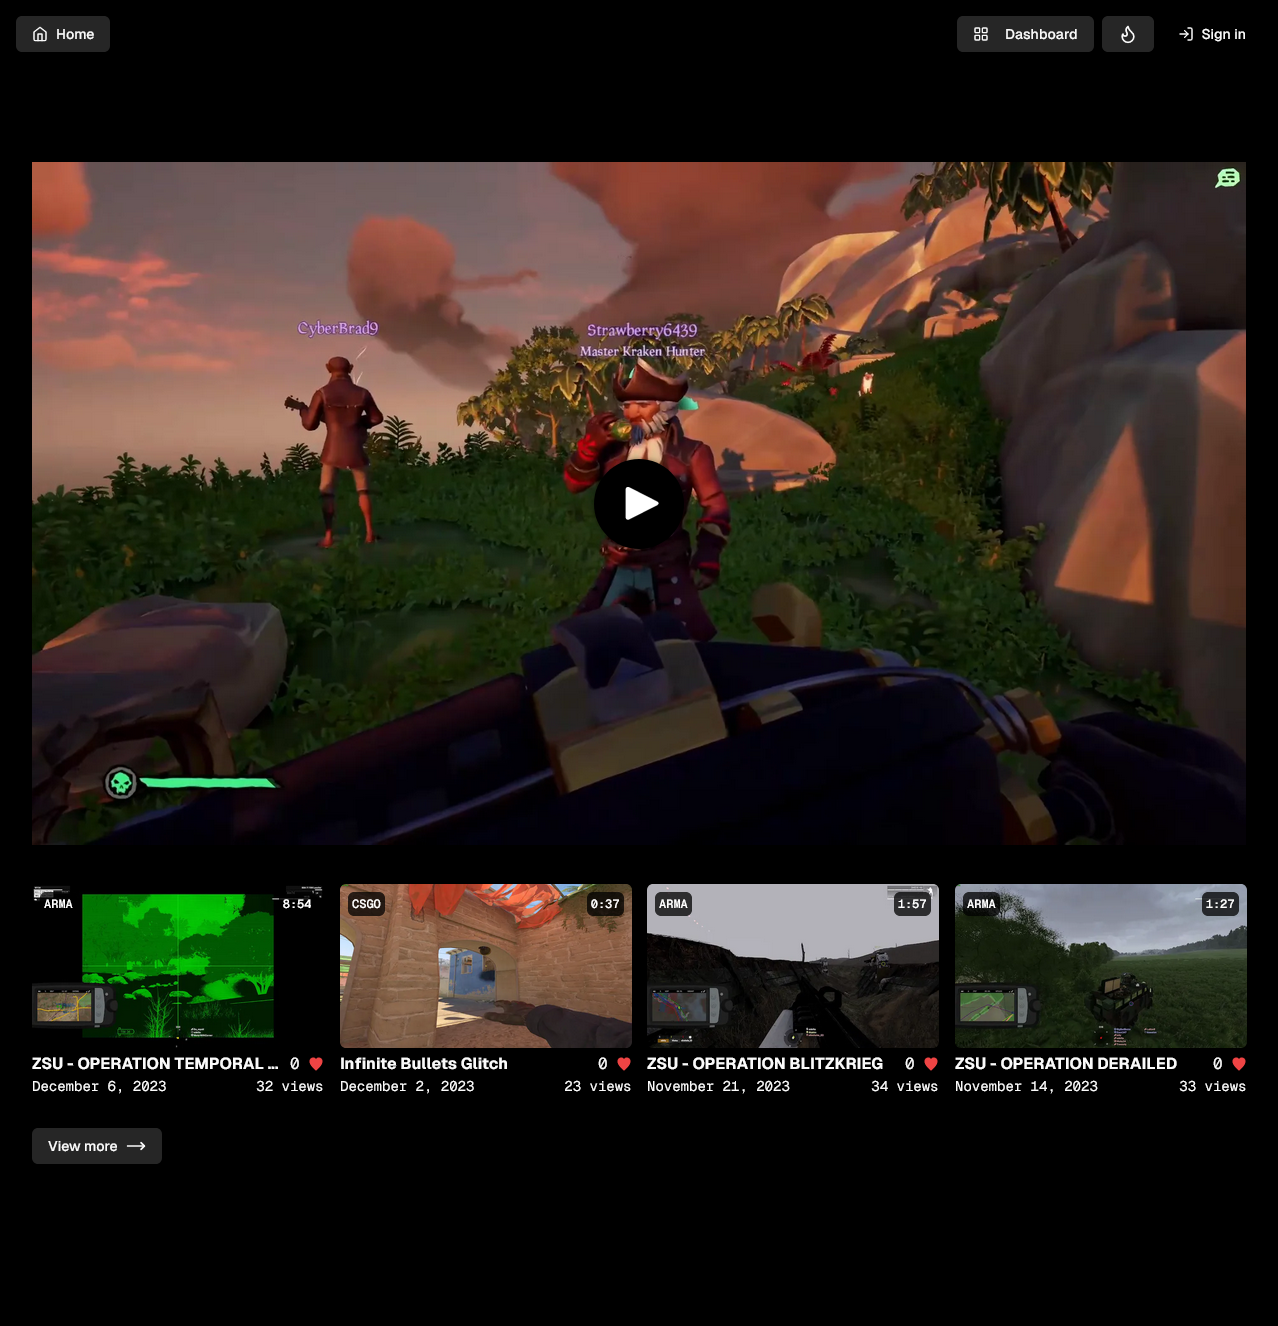 Home
Dashboard
Sign in
CyberBrad9
Strawberry6439
Master Kraken Hunter
ARMA
8:54
CSGO
0:37
ARMA
1:57
ARMA
1:27
ZSU - OPERATION TEMPORAL ...
0
Infinite Bullets Glitch
0
ZSU - OPERATION BLITZKRIEG
0
ZSU - OPERATION DERAILED
0
December 6, 2023
32 views
December 2, 2023
23 views
November 21, 2023
34 views
November 14, 2023
33 views
View more